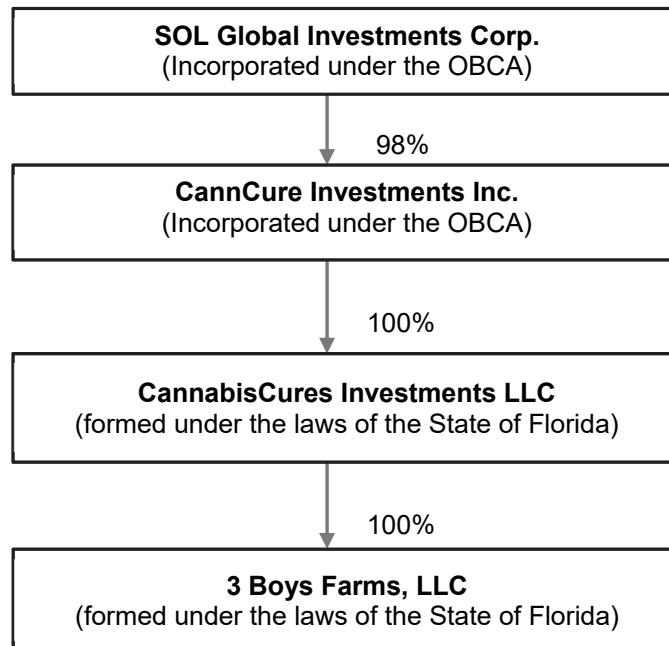 SOL Global Investments Corp.
(Incorporated under the OBCA)
98%
CannCure Investments Inc.
(Incorporated under the OBCA)
100%
CannabisCures Investments LLC
(formed under the laws of the State of Florida)
100%
3 Boys Farms, LLC
(formed under the laws of the State of Florida)